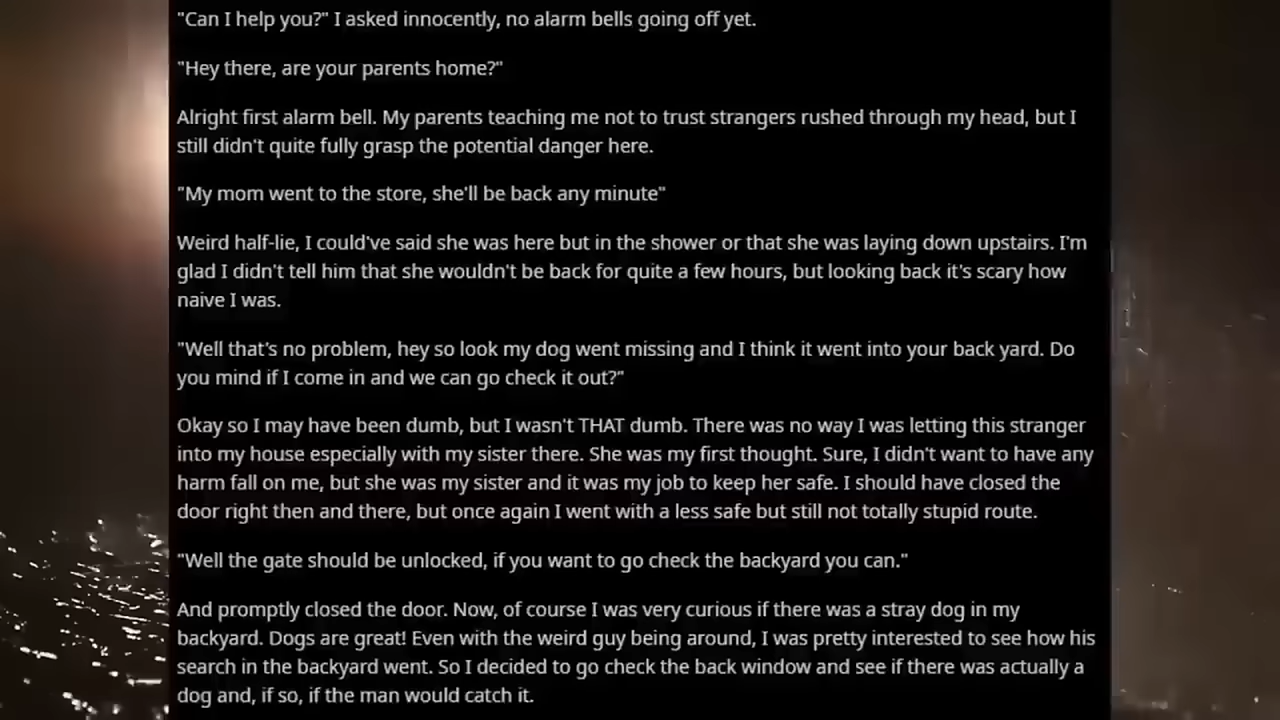 "Can I help you?" I asked innocently, no alarm bells going off yet.
"Hey there, are your parents home?"
Alright first alarm bell. My parents teaching me not to trust strangers rushed through my head, but I
still didn't quite fully grasp the potential danger here.
"My mom went to the store, she'll be back any minute"
Weird half-lie, I could've said she was here but in the shower or that she was laying down upstairs. I'm
glad I didn't tell him that she wouldn't be back for quite a few hours, but looking back it's scary how
naive I was.
"Well that's no problem, hey so look my dog went missing and I think it went into your back yard. Do
you mind if I come in and we can go check it out?"
Okay so I may have been dumb, but I wasn't THAT dumb. There was no way I was letting this stranger
into my house especially with my sister there. She was my first thought. Sure, I didn't want to have any
harm fall on me, but she was my sister and it was my job to keep her safe. I should have closed the
door right then and there, but once again I went with a less safe but still not totally stupid route.
"Well the gate should be unlocked, if you want to go check the backyard you can."
And promptly closed the door. Now, of course I was very curious if there was a stray dog in my
backyard. Dogs are great! Even with the weird guy being around, I was pretty interested to see how his
search in the backyard went. So I decided to go check the back window and see if there was actually a
dog and, if so, if the man would catch it.